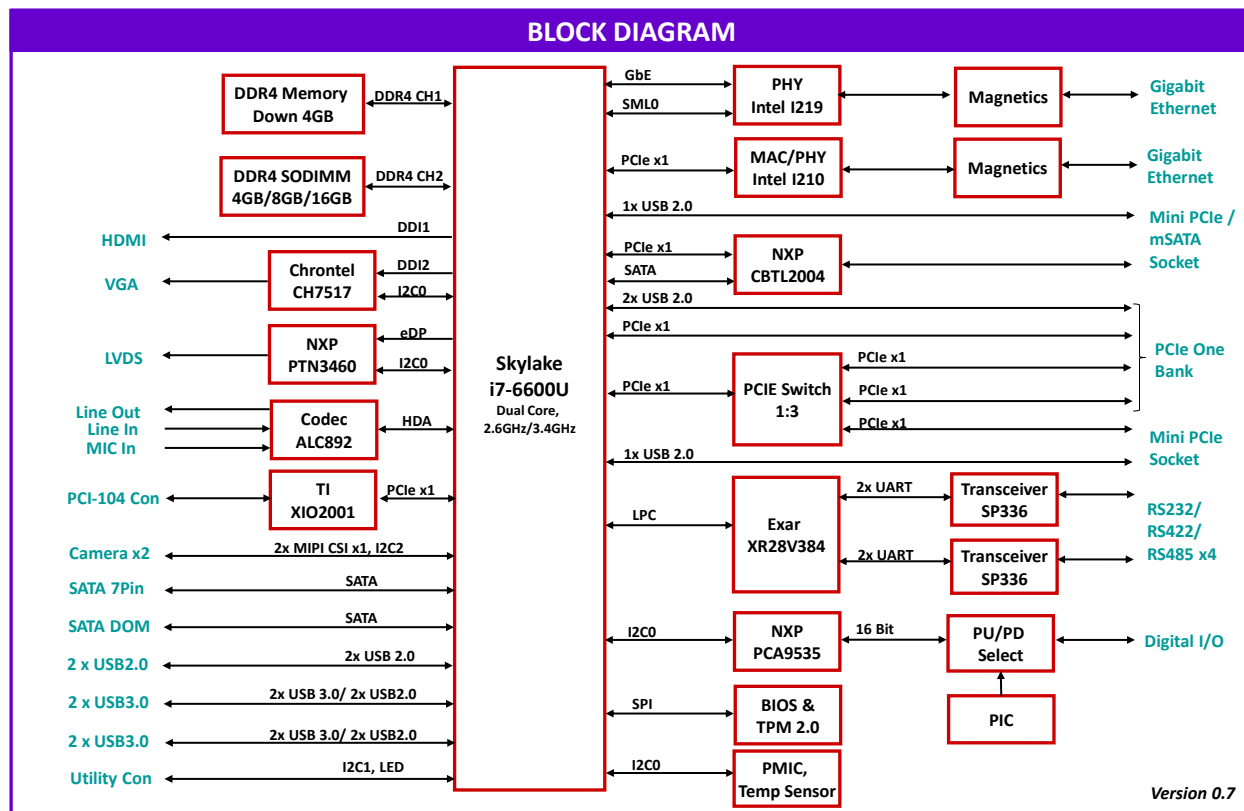 BLOCK DIAGRAM
DDR4 Memory
Down 4GB
DDR4 CH1
DDR4 SODIMM
4GB/8GB/16GB
DDR4 CH2
HDMI
DDI1
VGA
Chrontel
CH7517
DDI2
I2C0
LVDS
NXP
PTN3460
eDP
I2C0
Line Out
Line In
MIC In
Codec
ALC892
HDA
PCI-104 Con
TI
XIO2001
PCIe x1
Camera x2
2x MIPI CSI x1, I2C2
SATA 7Pin
SATA
SATA DOM
SATA
2 x USB2.0
2x USB 2.0
2 x USB3.0
2x USB 3.0/ 2x USB2.0
2 x USB3.0
2x USB 3.0/ 2x USB2.0
Utility Con
I2C1, LED
Skylake
i7-6600U
Dual Core,
2.6GHz/3.4GHz
GbE
SML0
PHY
Intel I219
Magnetics
Gigabit
Ethernet
PCIe x1
MAC/PHY
Intel I210
Magnetics
Gigabit
Ethernet
1x USB 2.0
Mini PCIe /
mSATA
Socket
PCIe x1
SATA
NXP
CBTL2004
2x USB 2.0
PCIe x1
PCIe One
Bank
PCIe x1
PCIE Switch
1:3
PCIe x1
PCIe x1
PCIe x1
Mini PCIe
Socket
1x USB 2.0
LPC
Exar
XR28V384
2x UART
Transceiver
SP336
2x UART
Transceiver
SP336
RS232/
RS422/
RS485 x4
I2C0
NXP
PCA9535
16 Bit
PU/PD
Select
Digital I/O
PIC
SPI
BIOS &
TPM 2.0
I2C0
PMIC,
Temp Sensor
Version 0.7